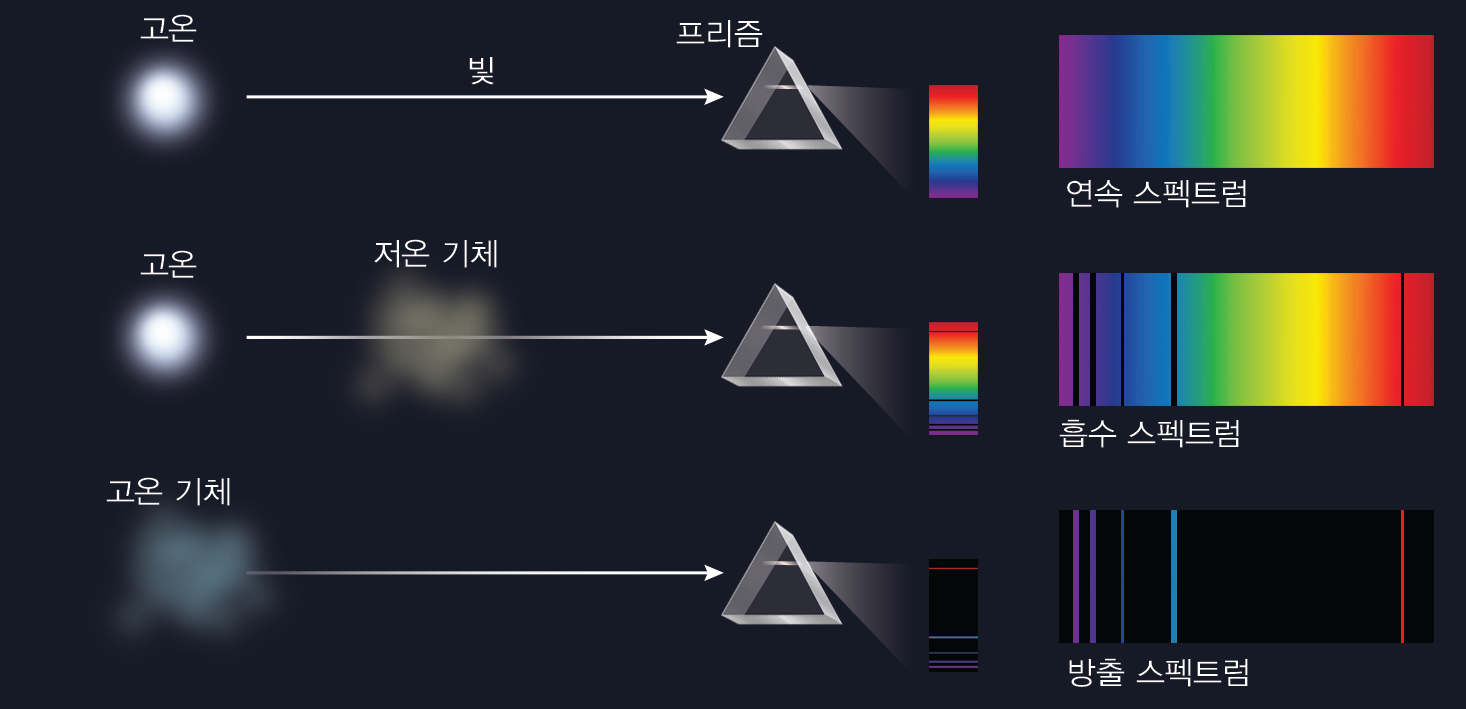 고온
빛
프리즘
연속 스펙트럼
고온
저온 기체
흡수 스펙트럼
고온 기체
방출 스펙트럼